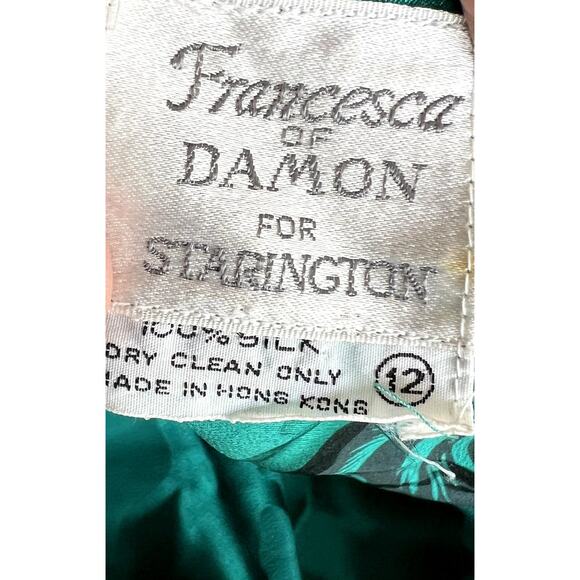 Francesca
OF
DAMON
FOR
STARINGTON
100% SILK
DRY CLEAN ONLY
MADE IN HONG KONG
12